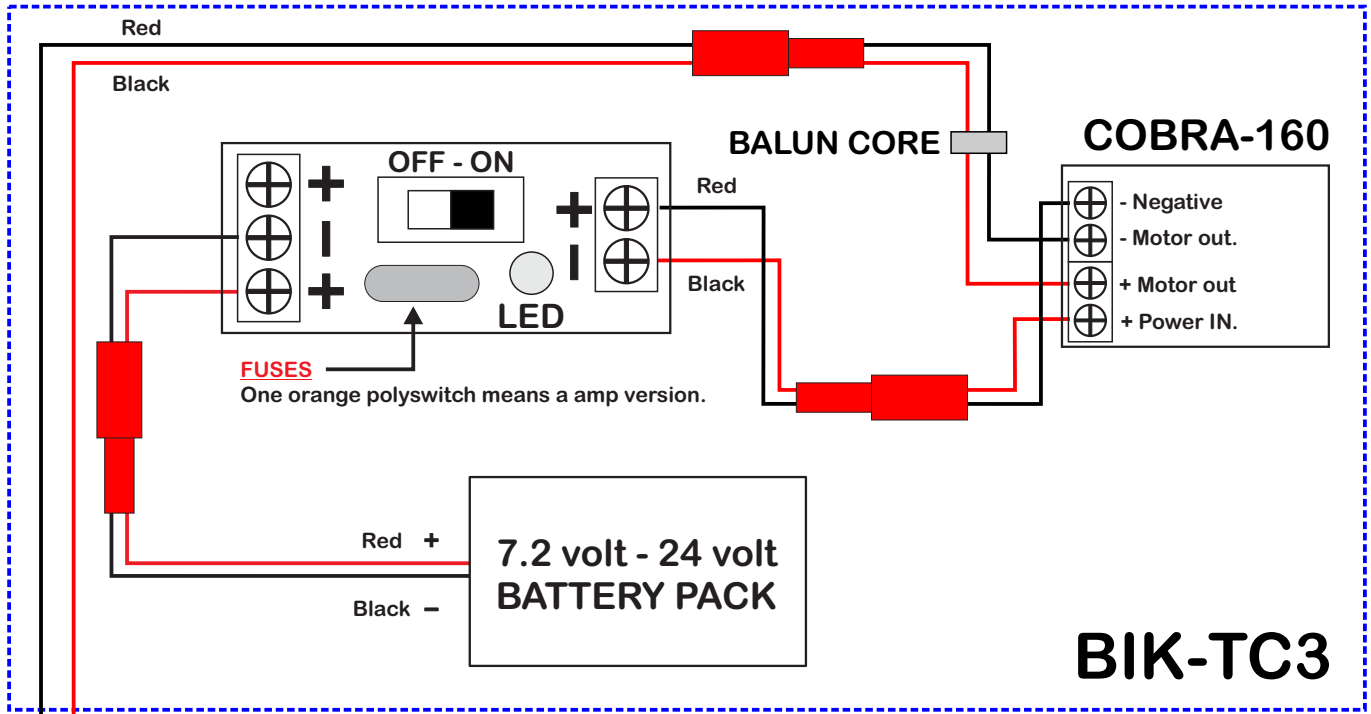 Red
Black
BALUN CORE
COBRA-160
OFF - ON
+
+
Red
- Negative
- Motor out.
Black
+ Motor out
+ Power IN.
+
LED
FUSES
One orange polyswitch means a amp version.
Red +
7.2 volt - 24 volt
BATTERY PACK
Black –
BIK-TC3